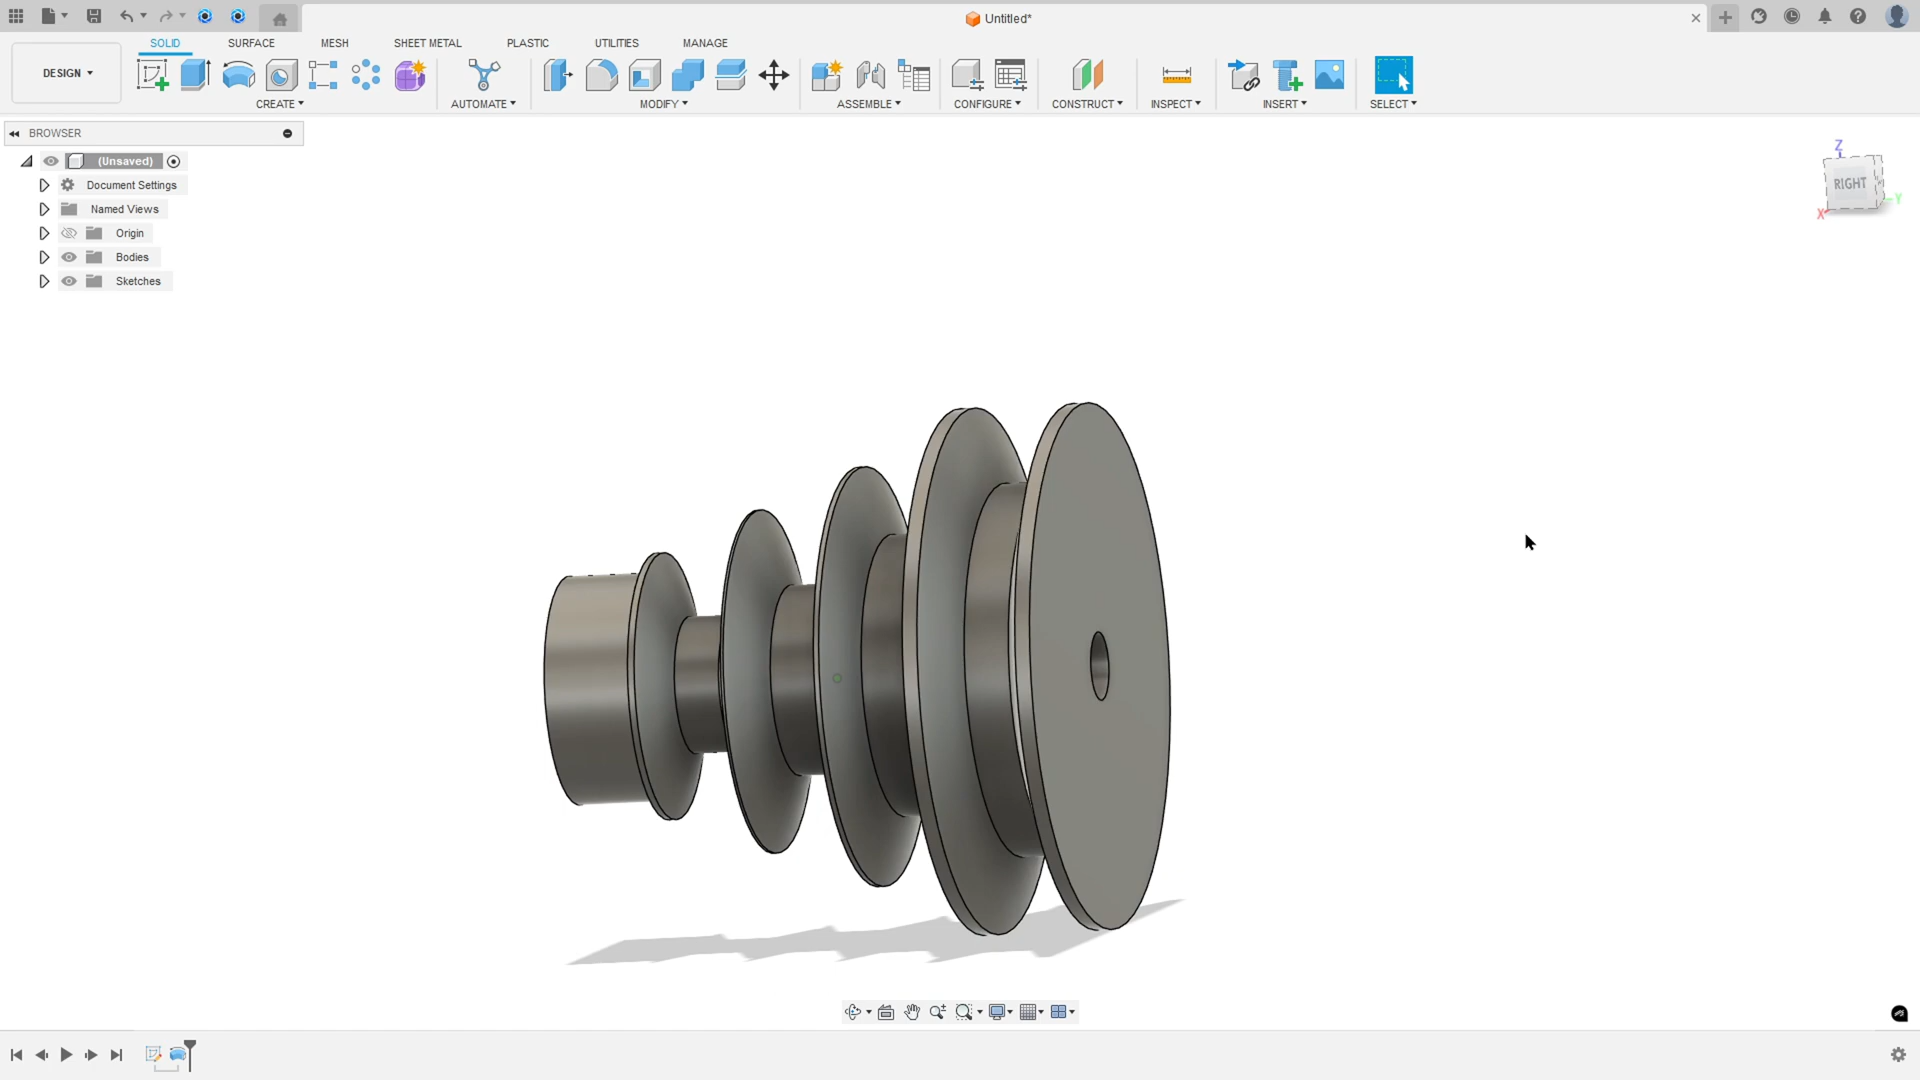 Untitled*
SOLID SURFACE MESH SHEET METAL PLASTIC UTILITIES MANAGE
DESIGN
CREATE AUTOMATE MODIFY ASSEMBLE CONFIGURE CONSTRUCT INSPECT INSERT SELECT
BROWSER
(Unsaved)
Document Settings
Named Views
Origin
Bodies
Sketches
Z
RIGHT
Y
X